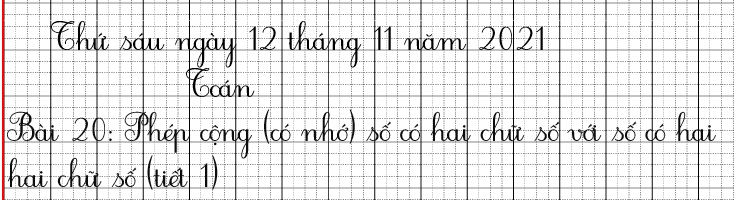 Thứ sáu ngày 12 tháng 11 năm 2021
Toán
Bài 20: Phép cộng (có nhớ) số có hai chữ số với số có hai
hai chữ số (tiết 1)